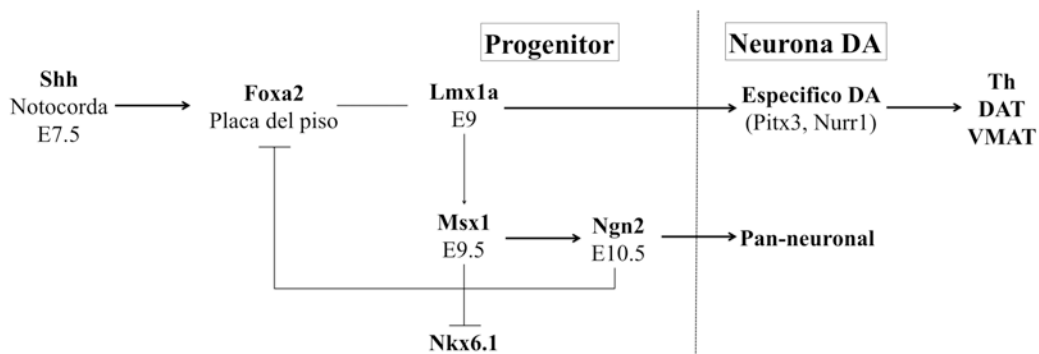 Progenitor
Neurona DA
Shh
Notocorda
E7.5
Foxa2
Placa del piso
Lmx1a
E9
Especifico DA
(Pitx3, Nurr1)
Th
DAT
VMAT
Msx1
E9.5
Ngn2
E10.5
Pan-neuronal
Nkx6.1